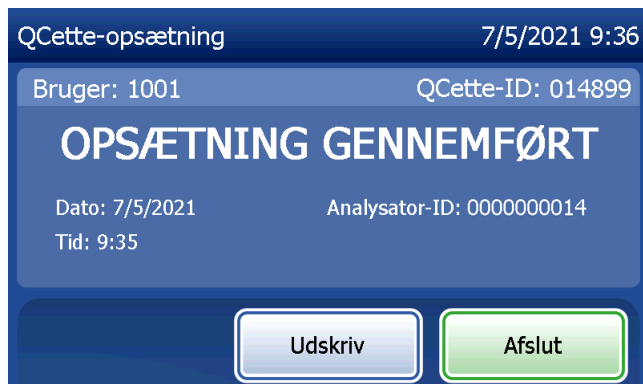 QCette-opsætning 7/5/2021 9:36
Bruger: 1001 QCette-ID: 014899
OPSÆTNING GENNEMFØRT
Dato: 7/5/2021 Analysator-ID: 0000000014
Tid: 9:35
Udskriv Afslut